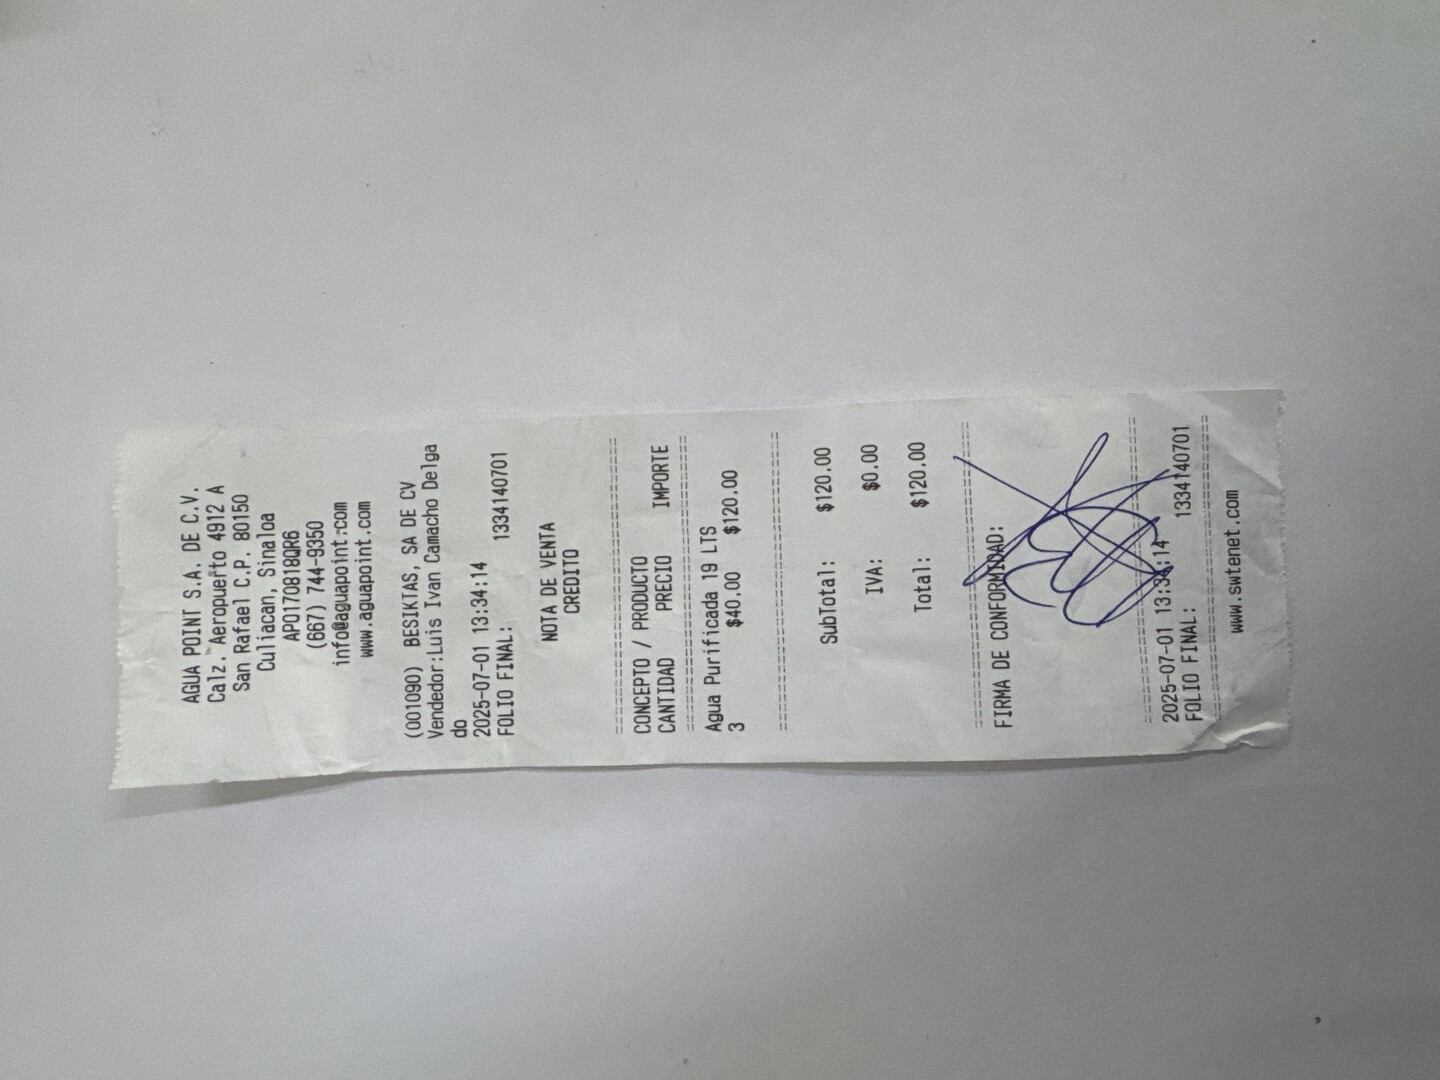 AGUA POINT S.A. DE C.V.
Calz. Aeropuerto 4912 A
San Rafael C.P. 80150
Culiacan, Sinaloa
APO170818QR6
(667) 744-9350
info@aguapoint.com
www.aguapoint.com
(001090) BESIKTAS, SA DE CV
Vendedor:Luis Ivan Camacho Delga
do
2025-07-01 13:34:14
FOLIO FINAL: 1334140701
NOTA DE VENTA
CREDITO
================================
CONCEPTO / PRODUCTO
CANTIDAD PRECIO IMPORTE
================================
Agua Purificada 19 LTS
3 $40.00 $120.00
================================
SubTotal: $120.00
IVA: $0.00
Total: $120.00
================================
FIRMA DE CONFORMIDAD:
================================
2025-07-01 13:34:14
FOLIO FINAL: 1334140701
================================
www.swtenet.com